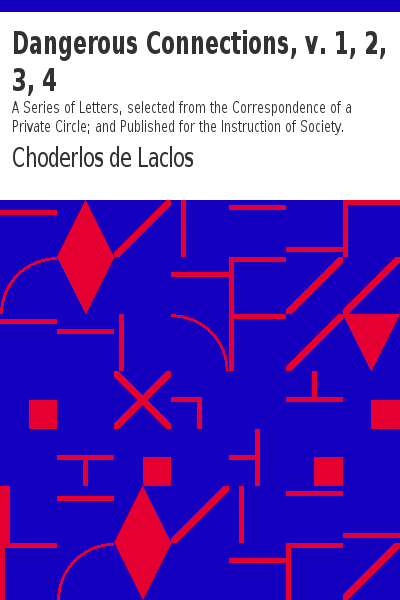 Dangerous Connections, v. 1, 2,
3, 4
A Series of Letters, selected from the Correspondence of a
Private Circle; and Published for the Instruction of Society.
Choderlos de Laclos